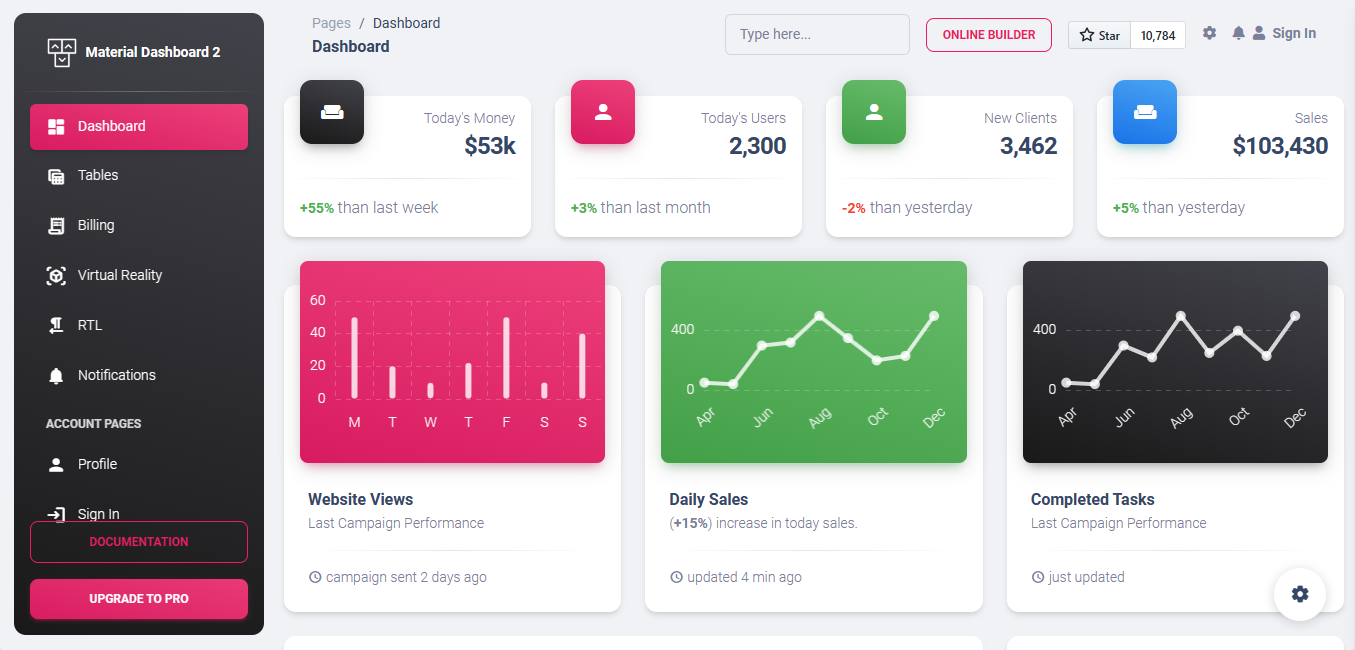 Material Dashboard 2
Dashboard
Tables
Billing
Virtual Reality
RTL
Notifications
ACCOUNT PAGES
Profile
Sign In
DOCUMENTATION
UPGRADE TO PRO
Pages / Dashboard
Dashboard
Type here...
ONLINE BUILDER
Star 10,784
Sign In
Today's Money
$53k
+55% than last week
Today's Users
2,300
+3% than last month
New Clients
3,462
-2% than yesterday
Sales
$103,430
+5% than yesterday
60
40
20
0
M T W T F S S
Website Views
Last Campaign Performance
campaign sent 2 days ago
400
0
Apr Jun Aug Oct Dec
Daily Sales
(+15%) increase in today sales.
updated 4 min ago
400
0
Apr Jun Aug Oct Dec
Completed Tasks
Last Campaign Performance
just updated